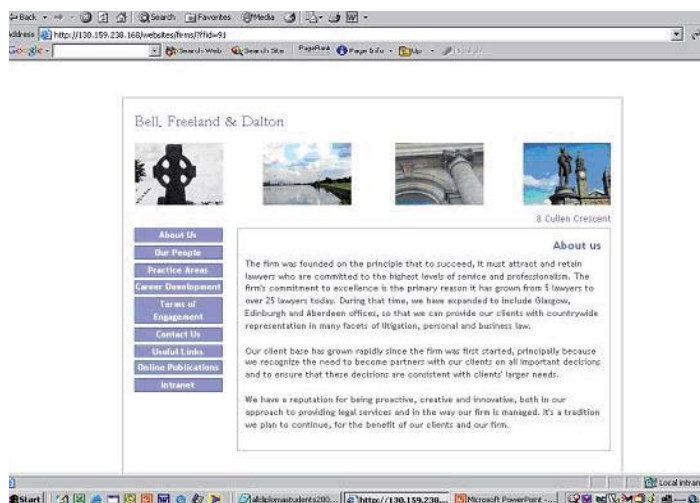 Back
Search Favorites Media
Address http://130.159.238.168/websites/firms/?ffid=91
Google Search Web Search Site PageRank Page Info Up
Bell, Freeland & Dalton
8 Cullen Crescent
About Us
Our People
Practice Areas
Career Development
Terms of
Engagement
Contact Us
Useful Links
Online Publications
Intranet
About us
The firm was founded on the principle that to succeed, it must attract and retain
lawyers who are committed to the highest levels of service and professionalism. The
firm's commitment to excellence is the primary reason it has grown from 5 lawyers to
over 25 lawyers today. During that time, we have expanded to include Glasgow,
Edinburgh and Aberdeen offices, so that we can provide our clients with countrywide
representation in many facets of litigation, personal and business law.
Our client base has grown rapidly since the firm was first started, principally because
we recognize the need to become partners with our clients on all important decisions
and to ensure that these decisions are consistent with clients' larger needs.
We have a reputation for being proactive, creative and innovative, both in our
approach to providing legal services and in the way our firm is managed. It's a tradition
we plan to continue, for the benefit of our clients and our firm.
Local intran
Start alldiplomastudents200... http://130.159.238... Microsoft PowerPoint -...